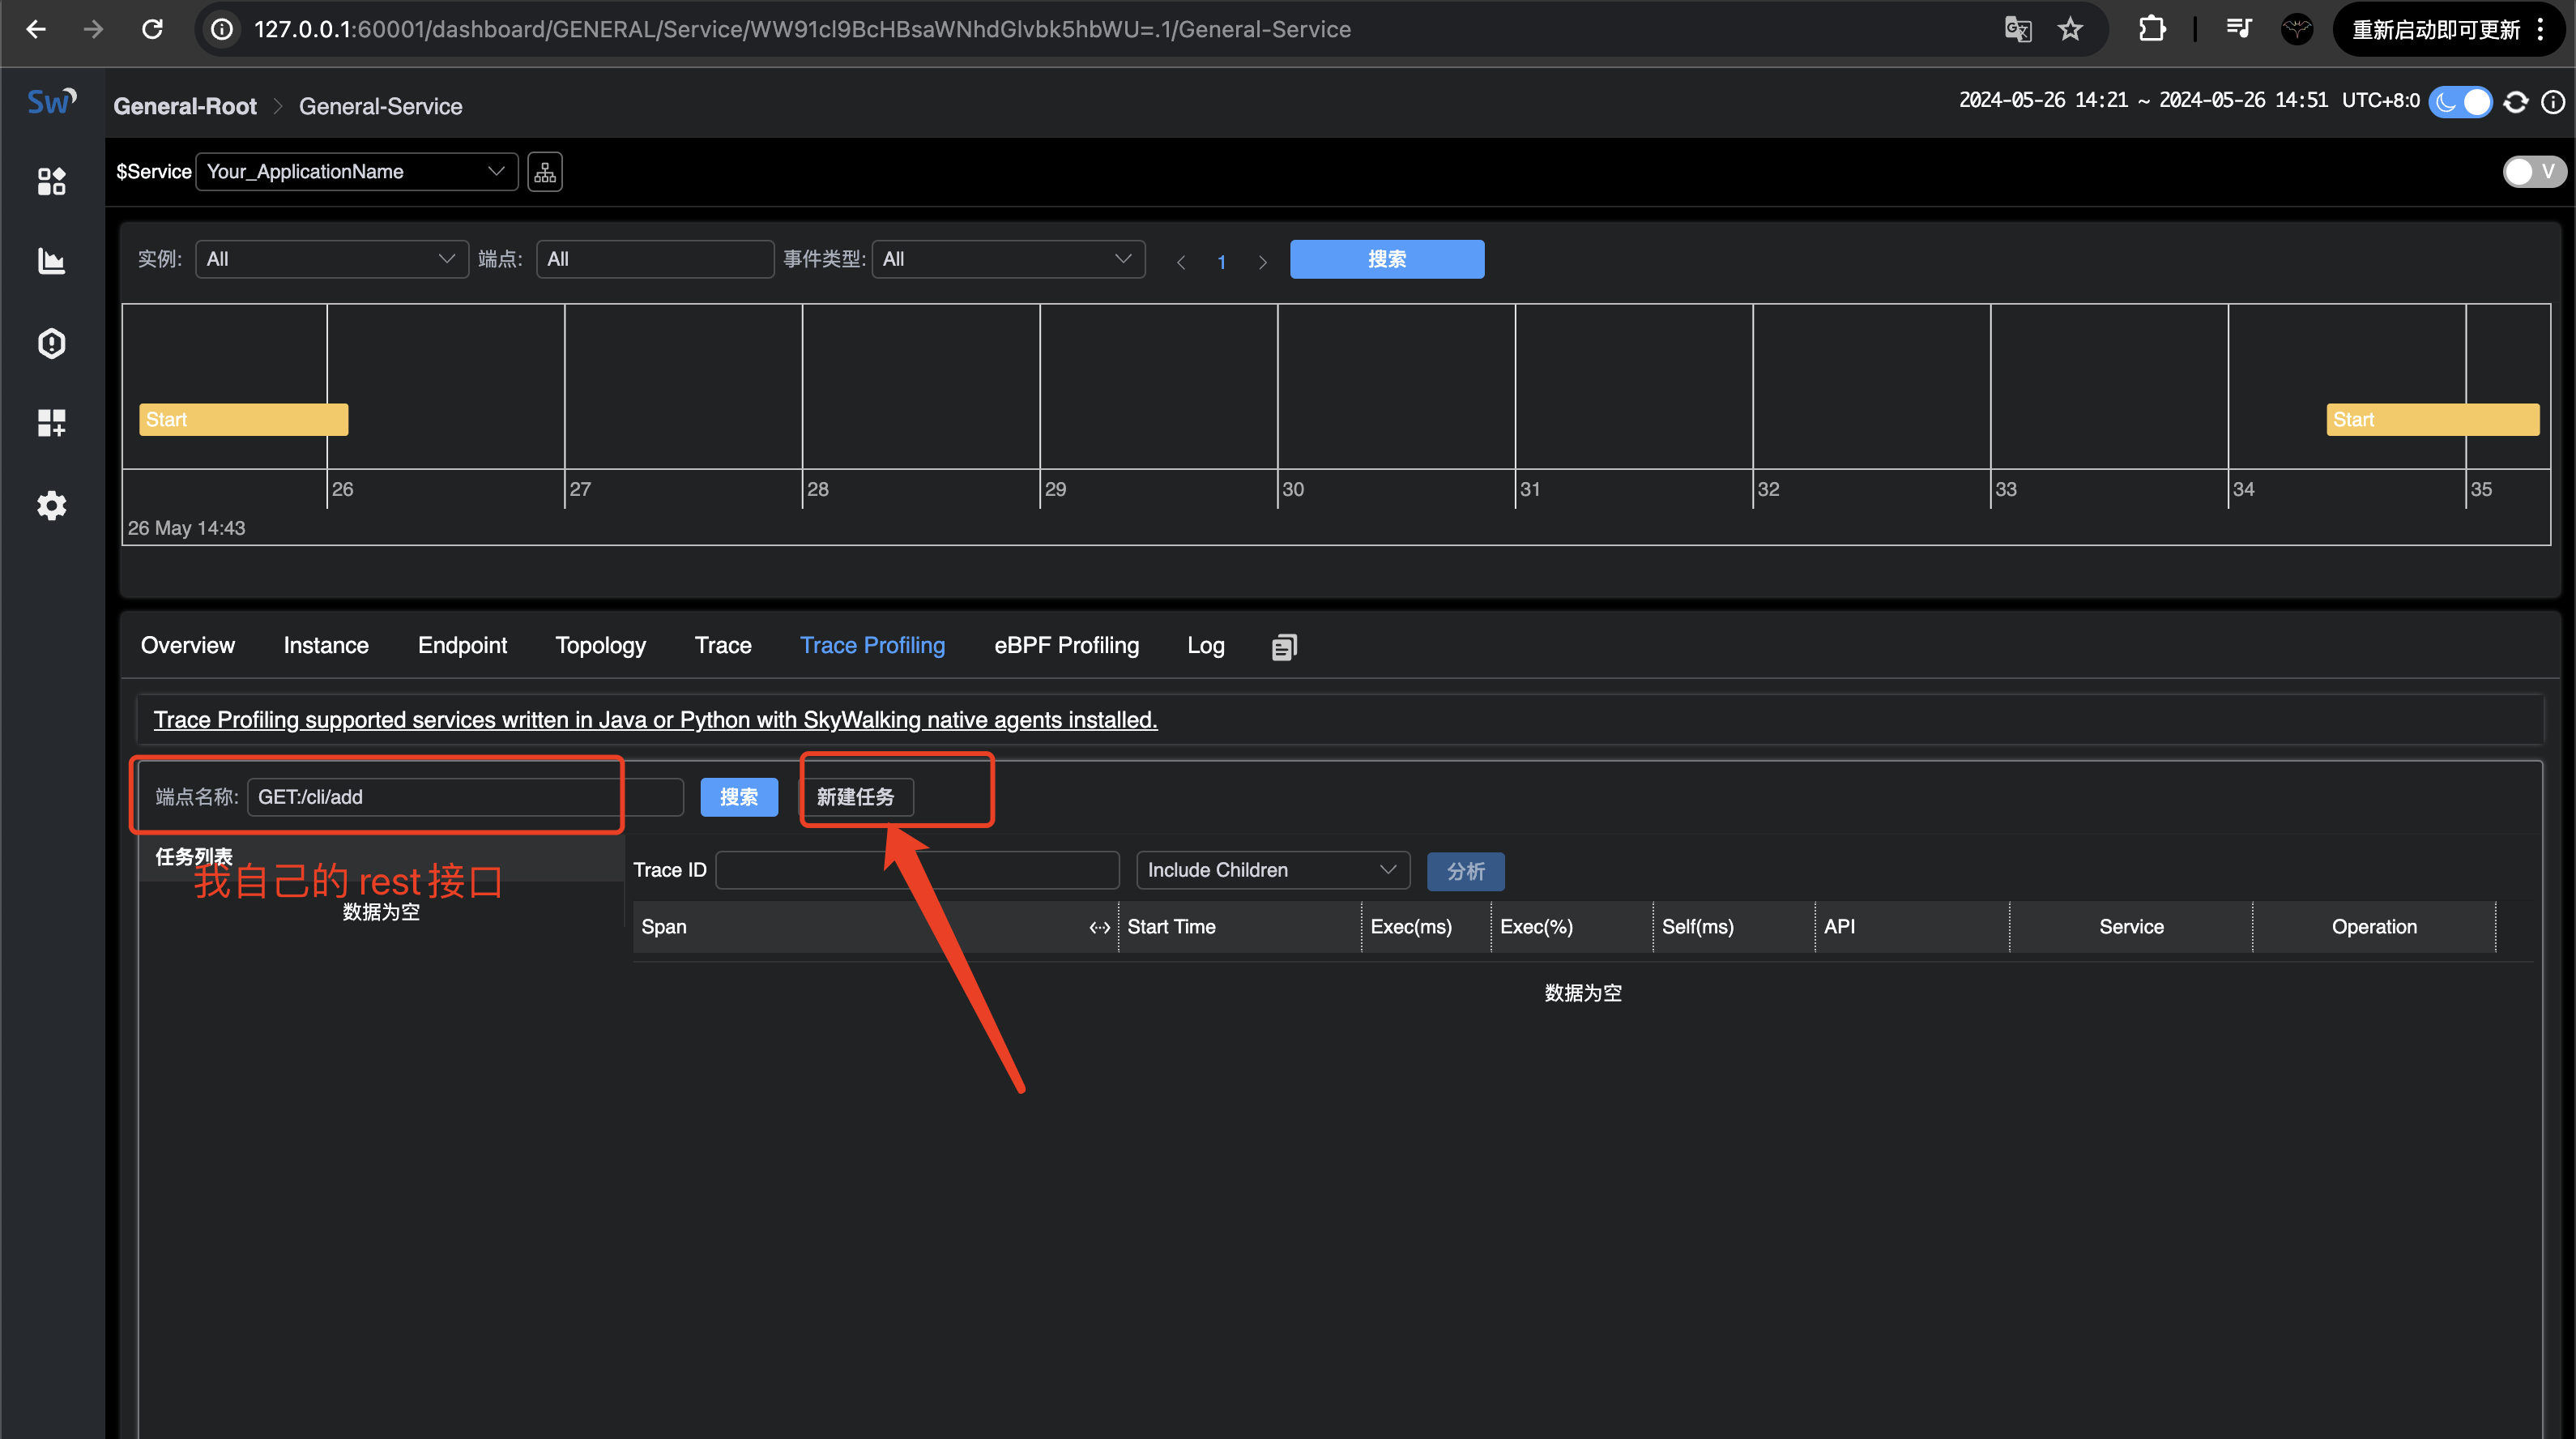 127.0.0.1:60001/dashboard/GENERAL/Service/WW91cl9BcHBsaWNhdGlvbk5hbWU=.1/General-Service
重新启动即可更新
Sw
General-Root
General-Service
2024-05-26 14:21 ~ 2024-05-26 14:51 UTC+8:0
$Service
Your_ApplicationName
V
实例: All 端点: All 事件类型: All 1 搜索
Start
Start
26 27 28 29 30 31 32 33 34 35
26 May 14:43
Overview Instance Endpoint Topology Trace Trace Profiling eBPF Profiling Log
Trace Profiling supported services written in Java or Python with SkyWalking native agents installed.
端点名称: GET:/cli/add 搜索 新建任务
任务列表
我自己的 rest 接口
数据为空
Trace ID Include Children 分析
Span Start Time Exec(ms) Exec(%) Self(ms) API Service Operation
数据为空